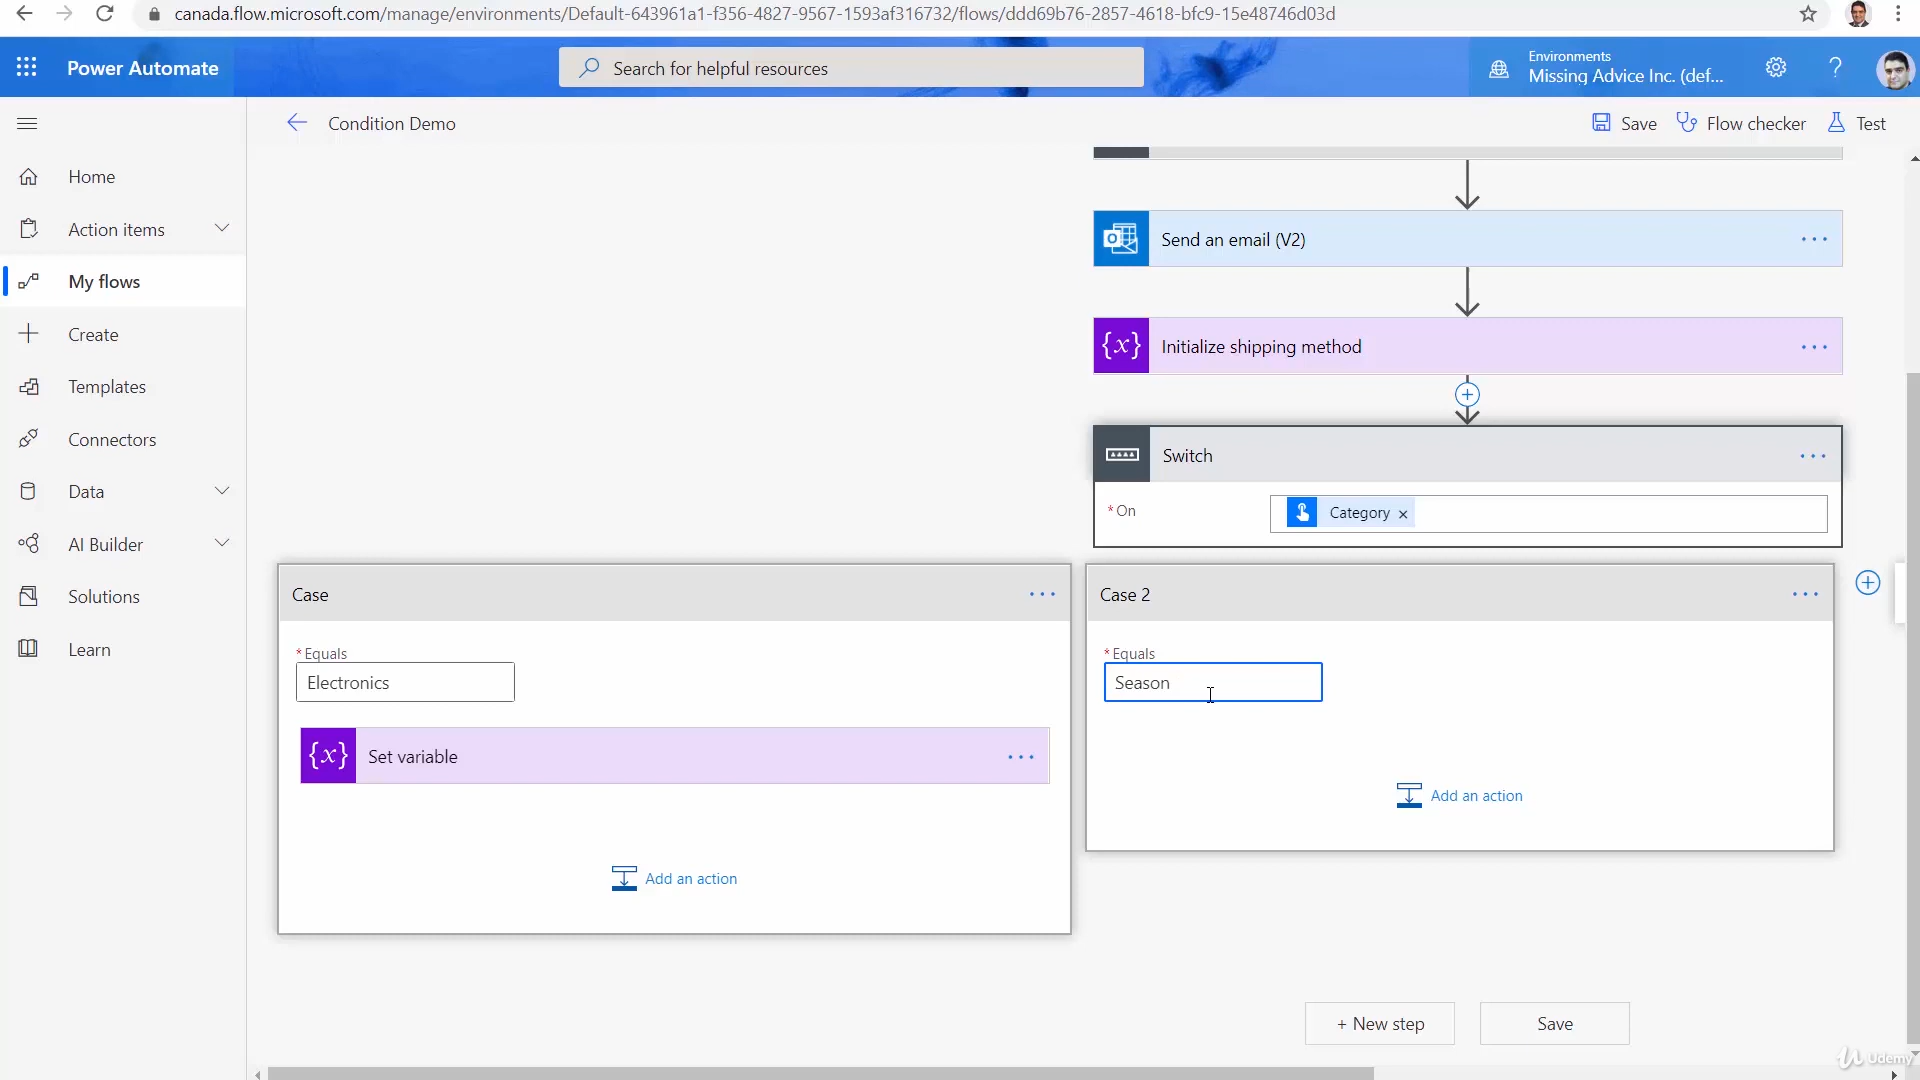 canada.flow.microsoft.com/manage/environments/Default-643961a1-f356-4827-9567-1593af316732/flows/ddd69b76-2857-4618-bfc9-15e48746d03d
Power Automate
Search for helpful resources
Environments
Missing Advice Inc. (def...
?
Condition Demo
Save
Flow checker
Test
Home
Action items
My flows
Create
Templates
Connectors
Data
AI Builder
Solutions
Learn
Send an email (V2)
{x} Initialize shipping method
Switch
* On
Category ×
Case
* Equals
Electronics
{x} Set variable
Add an action
Case 2
* Equals
Season
Add an action
+ New step
Save
Udemy